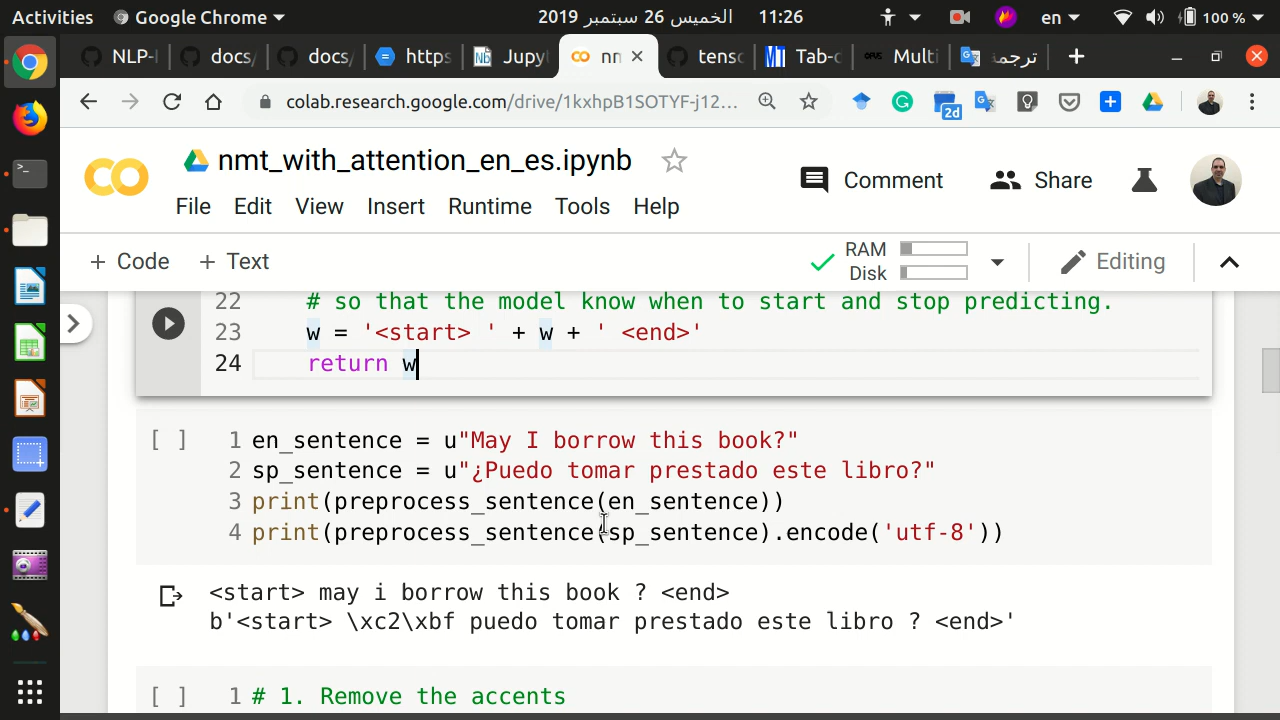 Activities Google Chrome الخميس 26 سبتمبر 2019 11:26 en 100 %
NLP- docs/ docs/ https Jupy nn tensc Tab-c Multi ترجمة
colab.research.google.com/drive/1kxhpB1SOTYF-j12... 2d
nmt_with_attention_en_es.ipynb
Comment Share
File Edit View Insert Runtime Tools Help
+ Code + Text RAM Disk Editing
22 # so that the model know when to start and stop predicting.
23 w = '<start> ' + w + ' <end>'
24 return w
[ ] 1 en_sentence = u"May I borrow this book?"
2 sp_sentence = u"¿Puedo tomar prestado este libro?"
3 print(preprocess_sentence(en_sentence))
4 print(preprocess_sentence(sp_sentence).encode('utf-8'))
<start> may i borrow this book ? <end>
b'<start> \xc2\xbf puedo tomar prestado este libro ? <end>'
[ ] 1 # 1. Remove the accents